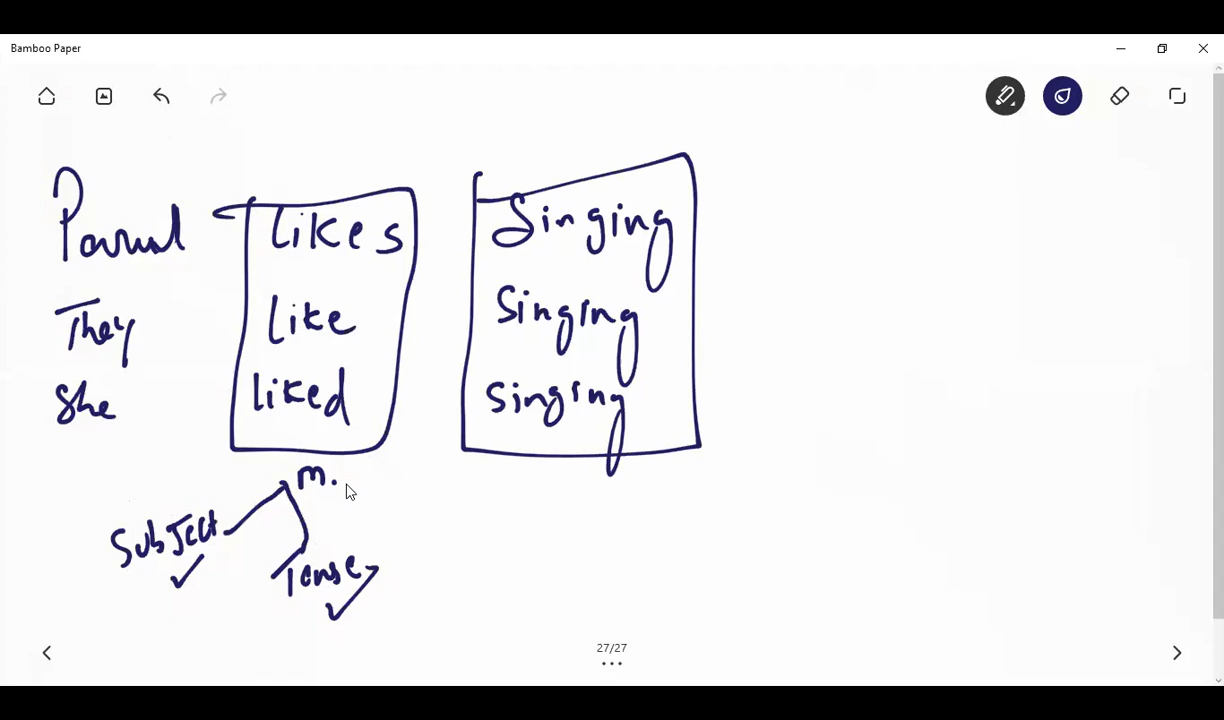 Bamboo Paper
Parul likes Singing
They like Singing
She liked Singing
m.
Subject
Tense
27/27